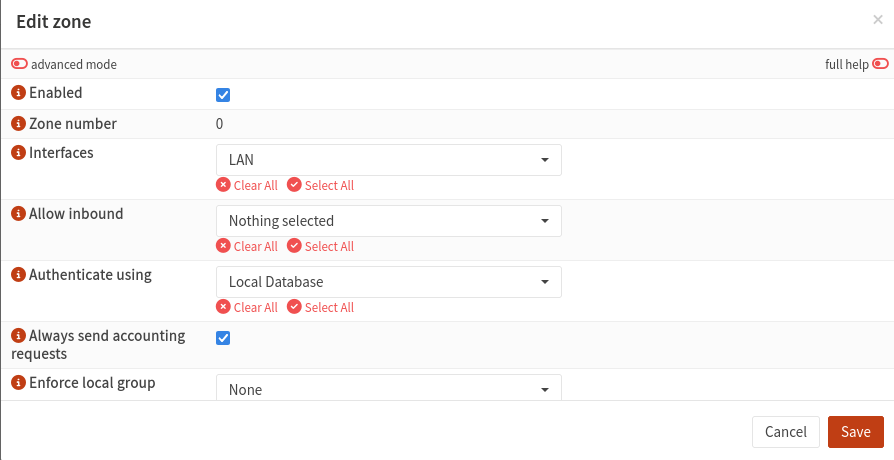 Edit zone
×
advanced mode
full help
Enabled
Zone number
0
Interfaces
LAN
Clear All
Select All
Allow inbound
Nothing selected
Clear All
Select All
Authenticate using
Local Database
Clear All
Select All
Always send accounting
requests
Enforce local group
None
Cancel
Save